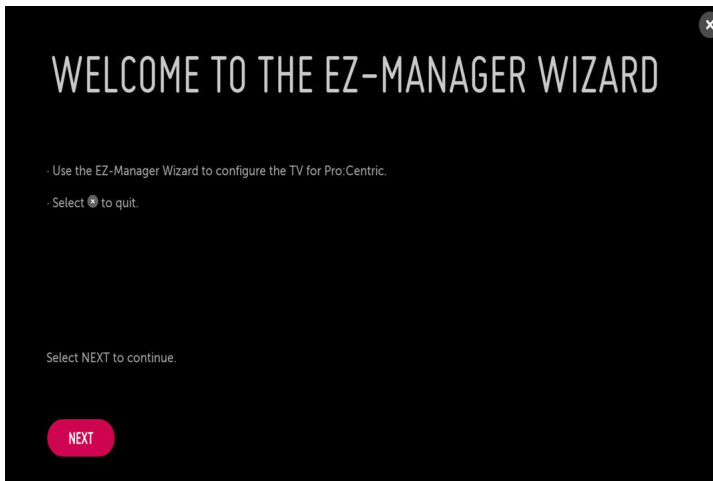 WELCOME TO THE EZ-MANAGER WIZARD
· Use the EZ-Manager Wizard to configure the TV for Pro:Centric.
· Select ⓧ to quit.
Select NEXT to continue.
NEXT